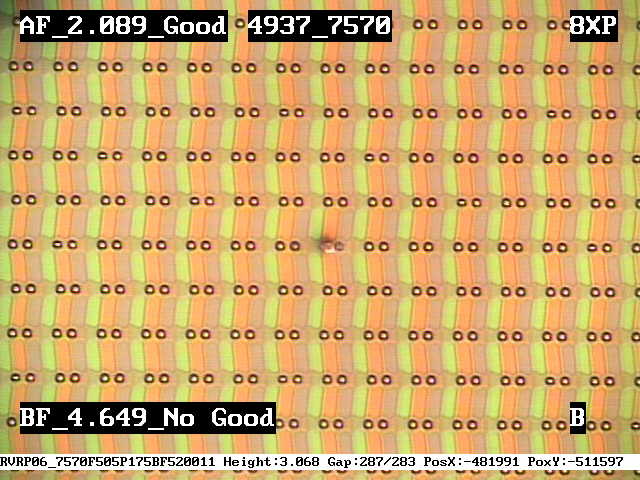 AF_2.089_Good 4937_7570 8XP
BF_4.649_No Good B
RVRP06_7570F505P175BF520011 Height:3.068 Gap:287/283 PosX:-481991 PoxY:-511597